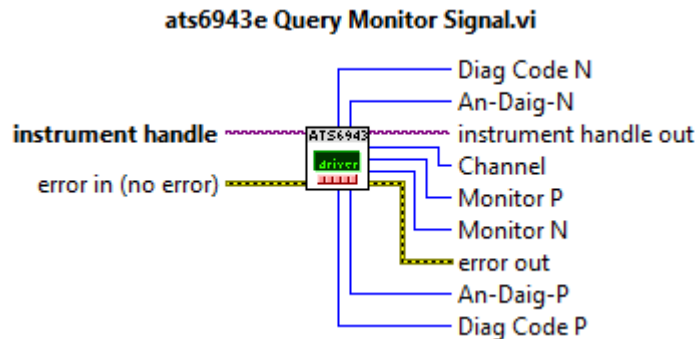 ats6943e Query Monitor Signal.vi
Diag Code N
An-Daig-N
instrument handle
instrument handle out
ATS6943
Channel
driver
Monitor P
error in (no error)
Monitor N
error out
An-Daig-P
Diag Code P